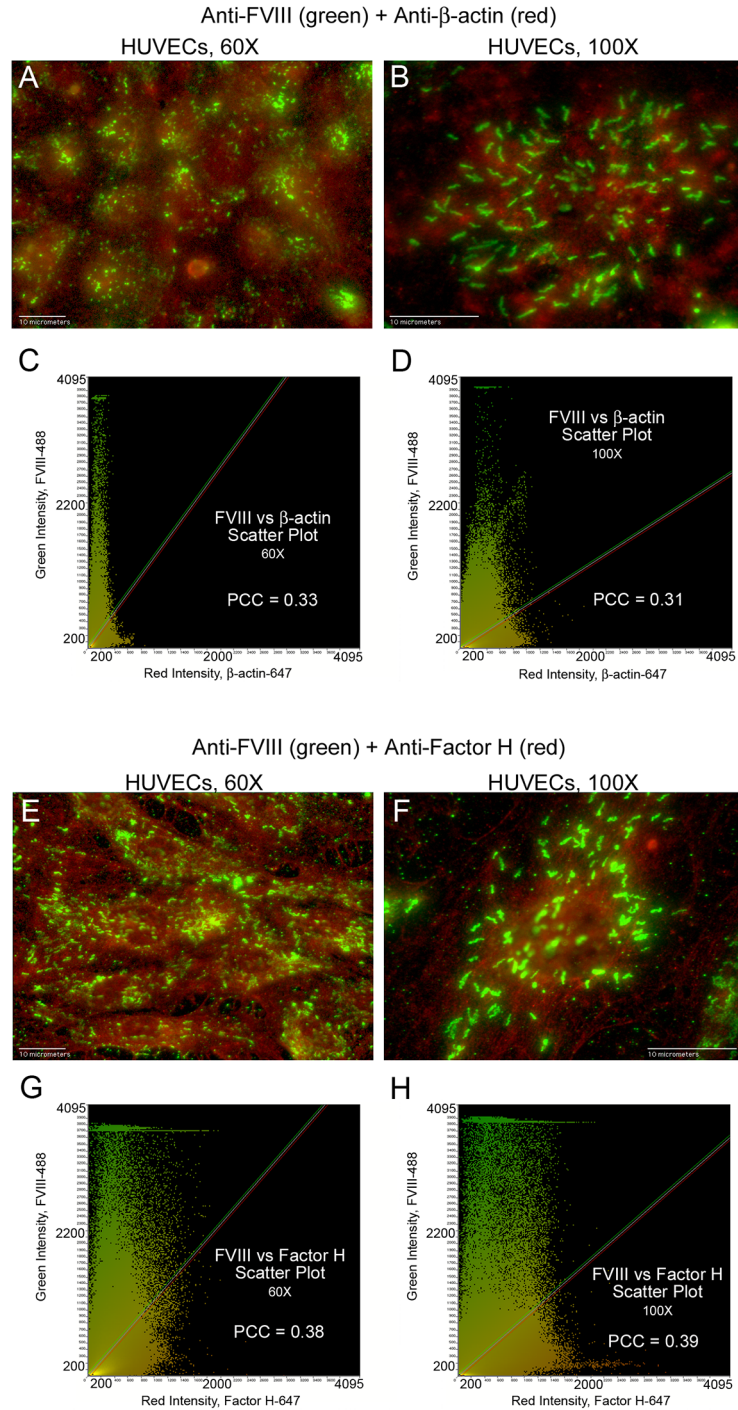 Anti-FVIII (green) + Anti-β-actin (red)
HUVECs, 60X
HUVECs, 100X
A
B
10 micrometers
10 micrometers
C
D
4095
2200
200
Green Intensity, FVIII-488
FVIII vs β-actin
Scatter Plot
60X
PCC = 0.33
200
2000
4095
Red Intensity, β-actin-647
4095
2200
200
Green Intensity, FVIII-488
FVIII vs β-actin
Scatter Plot
100X
PCC = 0.31
200
2000
4095
Red Intensity, β-actin-647
Anti-FVIII (green) + Anti-Factor H (red)
HUVECs, 60X
HUVECs, 100X
E
F
10 micrometers
10 micrometers
G
H
4095
2200
200
Green Intensity, FVIII-488
FVIII vs Factor H
Scatter Plot
60X
PCC = 0.38
200
2000
4095
Red Intensity, Factor H-647
4095
2200
200
Green Intensity, FVIII-488
FVIII vs Factor H
Scatter Plot
100X
PCC = 0.39
200
2000
4095
Red Intensity, Factor H-647